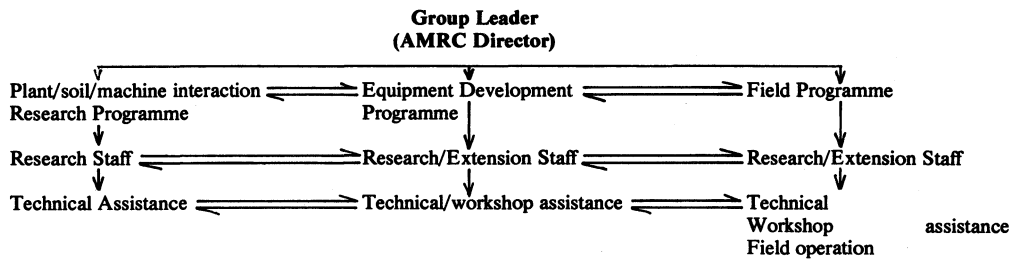 Group Leader
(AMRC Director)
Plant/soil/machine interaction Equipment Development Field Programme
Research Programme Programme
Research Staff Research/Extension Staff Research/Extension Staff
Technical Assistance Technical/workshop assistance Technical
Workshop assistance
Field operation